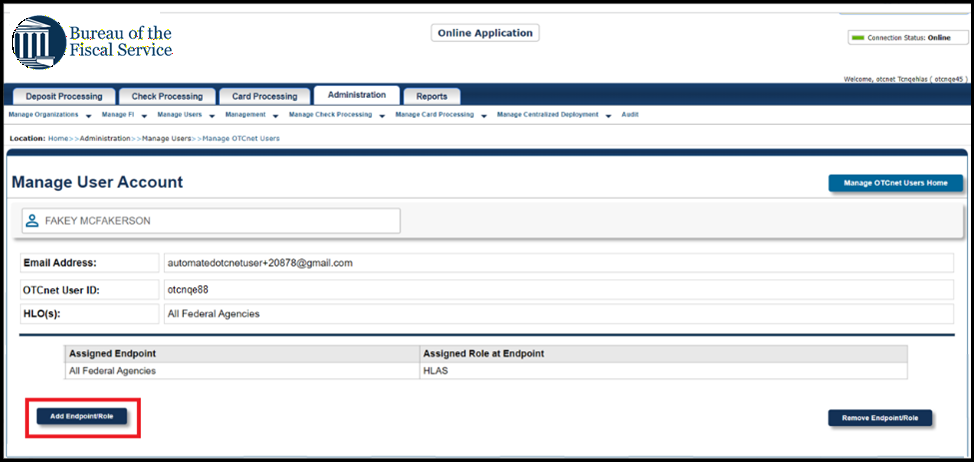 Bureau of the
Fiscal Service
Online Application
Connection Status: Online
Welcome, otcnet Tcnqehlas ( otcnqe45 )
Deposit Processing Check Processing Card Processing Administration Reports
Manage Organizations Manage FI Manage Users Management Manage Check Processing Manage Card Processing Manage Centralized Deployment Audit
Location: Home>>Administration>>Manage Users>>Manage OTCnet Users
Manage User Account
Manage OTCnet Users Home
FAKEY MCFAKERSON
Email Address: automatedotcnetuser+20878@gmail.com
OTCnet User ID: otcnqe88
HLO(s): All Federal Agencies
Assigned Endpoint Assigned Role at Endpoint
All Federal Agencies HLAS
Add Endpoint/Role Remove Endpoint/Role